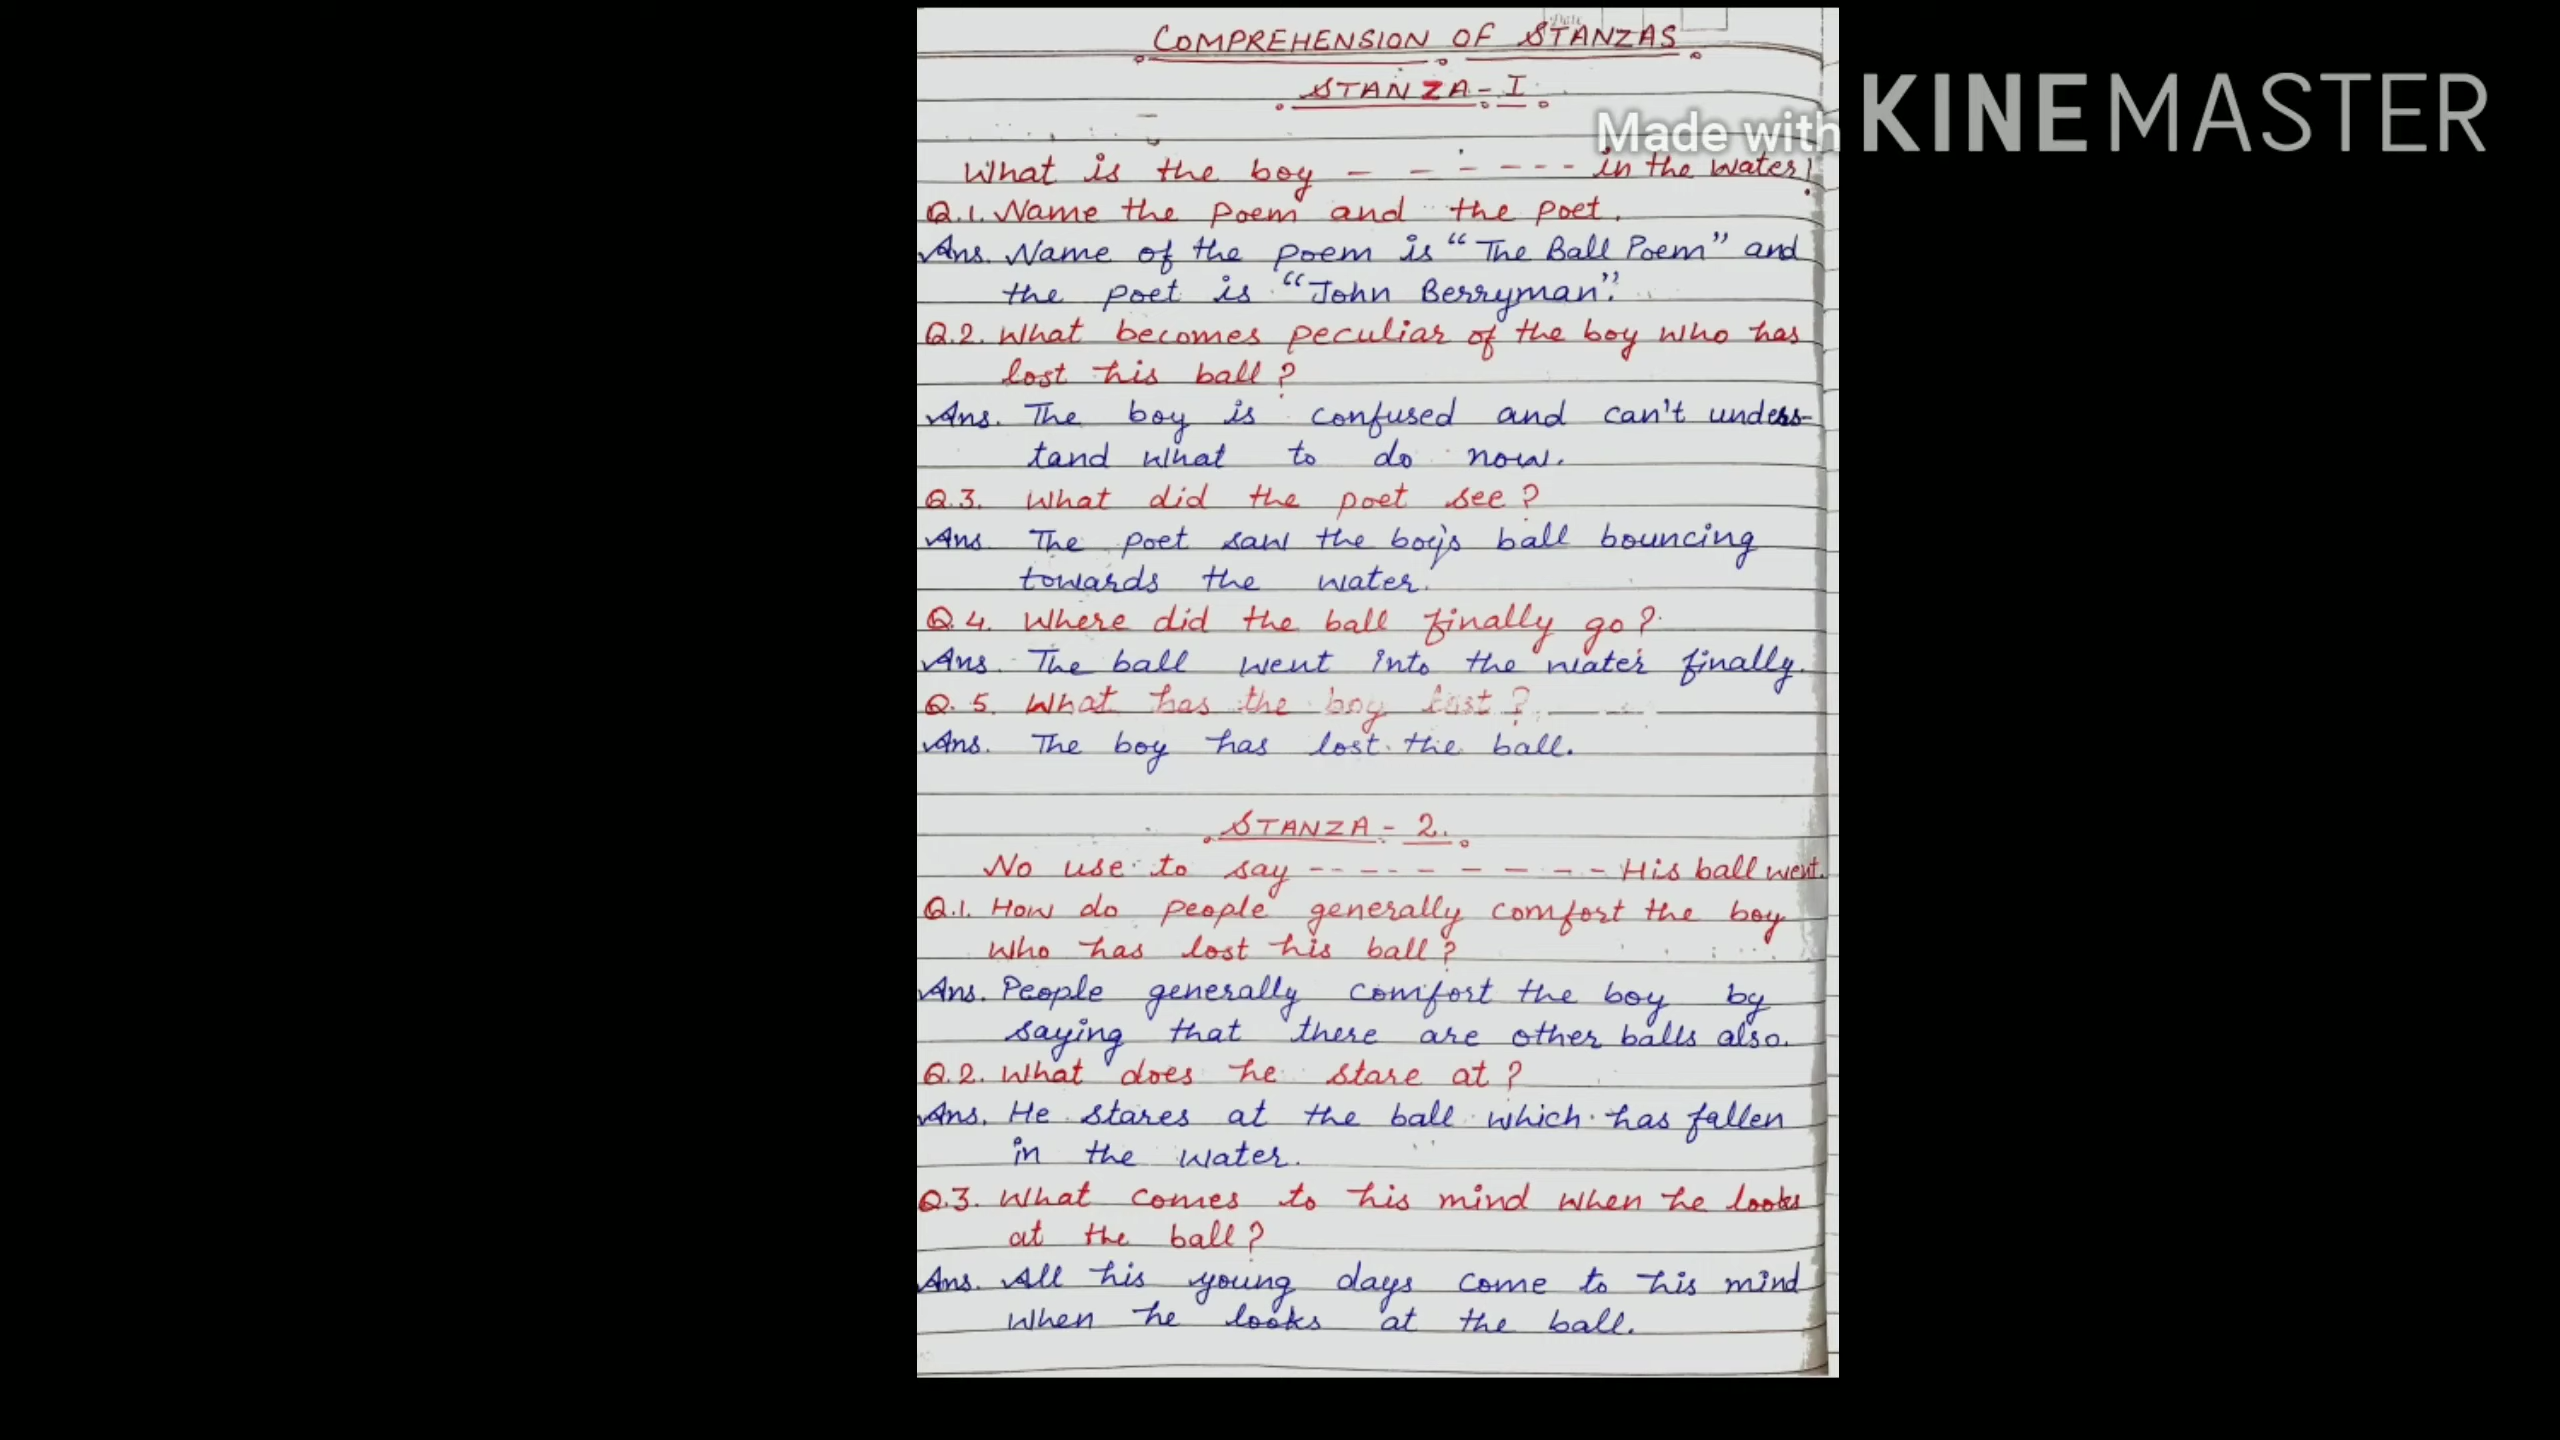 COMPREHENSION OF STANZAS
STANZA - I
Made with KINEMASTER
What is the boy - - - - - - in the water!
Q.1. Name the poem and the poet.
Ans. Name of the poem is "The Ball Poem" and
the poet is "John Berryman".
Q.2. What becomes peculiar of the boy who has
lost his ball?
Ans. The boy is confused and can't unders-
tand what to do now.
Q.3. What did the poet see?
Ans. The poet saw the boy's ball bouncing
towards the water.
Q.4. Where did the ball finally go?
Ans. The ball went into the water finally.
Q.5. What has the boy lost?
Ans. The boy has lost the ball.
STANZA - 2.
No use to say - - - - - - - - - His ball went.
Q.1. How do people generally comfort the boy
who has lost his ball?
Ans. People generally comfort the boy by
saying that there are other balls also.
Q.2. What does he stare at?
Ans. He stares at the ball which has fallen
in the water.
Q.3. What comes to his mind when he looks
at the ball?
Ans. All his young days come to his mind
when he looks at the ball.